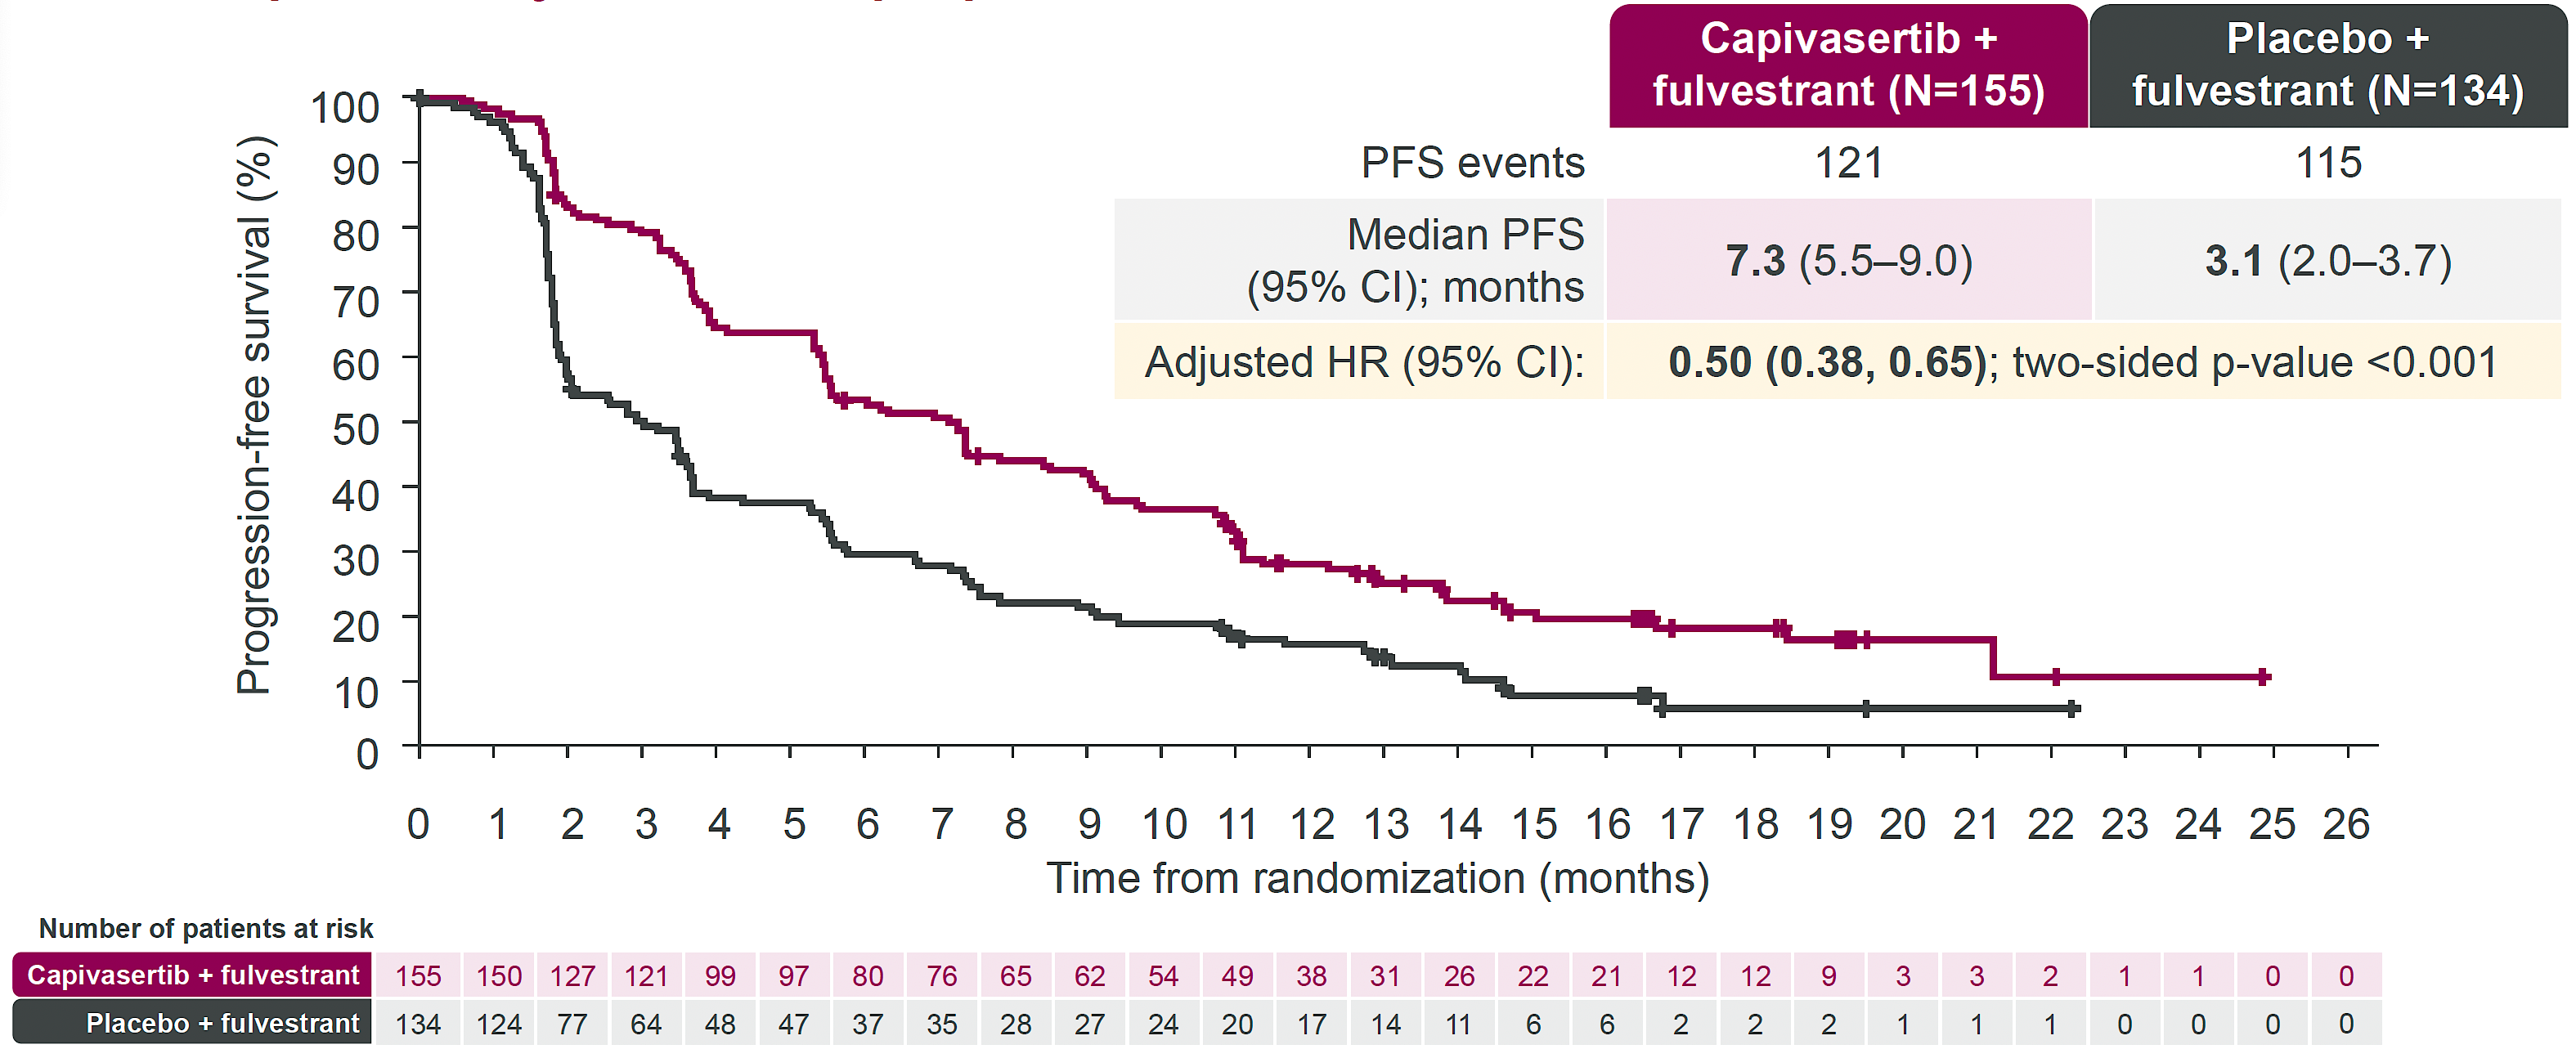 Capivasertib +
fulvestrant (N=155)
Placebo +
fulvestrant (N=134)
PFS events 121 115
Median PFS
(95% CI); months 7.3 (5.5–9.0) 3.1 (2.0–3.7)
Adjusted HR (95% CI): 0.50 (0.38, 0.65); two-sided p-value <0.001
Progression-free survival (%)
100
90
80
70
60
50
40
30
20
10
0
0 1 2 3 4 5 6 7 8 9 10 11 12 13 14 15 16 17 18 19 20 21 22 23 24 25 26
Time from randomization (months)
Number of patients at risk
Capivasertib + fulvestrant 155 150 127 121 99 97 80 76 65 62 54 49 38 31 26 22 21 12 12 9 3 3 2 1 1 0 0
Placebo + fulvestrant 134 124 77 64 48 47 37 35 28 27 24 20 17 14 11 6 6 2 2 2 1 1 1 0 0 0 0